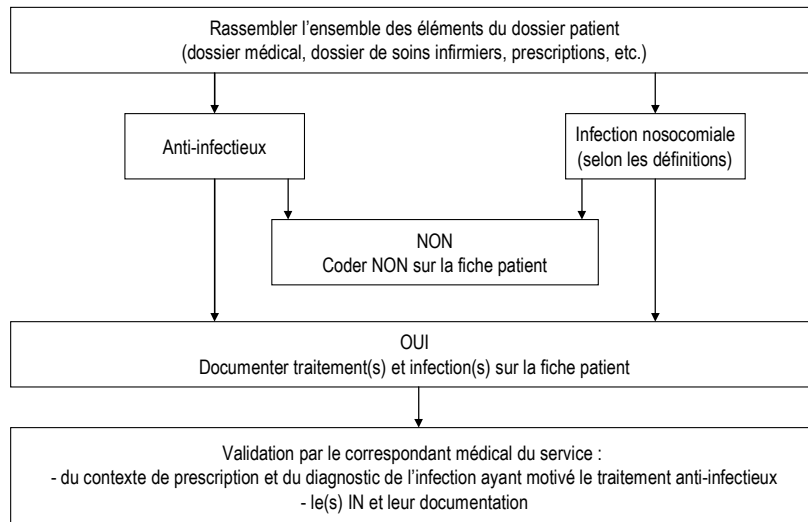 Rassembler l’ensemble des éléments du dossier patient
(dossier médical, dossier de soins infirmiers, prescriptions, etc.)
Anti-infectieux
Infection nosocomiale
(selon les définitions)
NON
Coder NON sur la fiche patient
OUI
Documenter traitement(s) et infection(s) sur la fiche patient
Validation par le correspondant médical du service :
- du contexte de prescription et du diagnostic de l’infection ayant motivé le traitement anti-infectieux
- le(s) IN et leur documentation